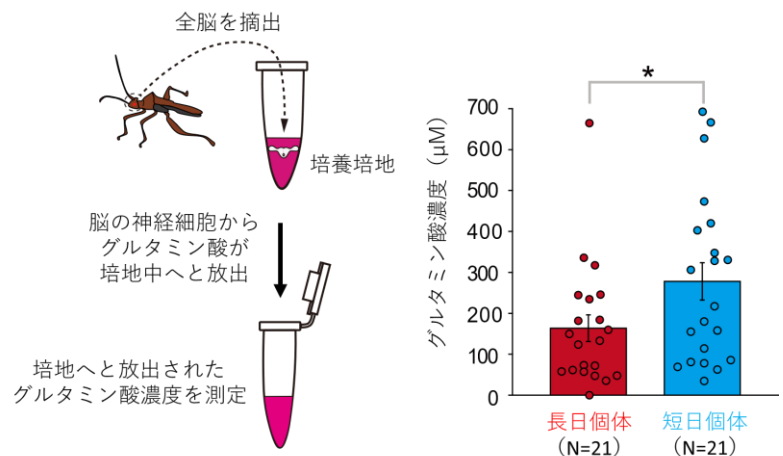 全脳を摘出
培養培地
脳の神経細胞から
グルタミン酸が
培地中へと放出
培地へと放出された
グルタミン酸濃度を測定
*
グルタミン酸濃度（μM）
700
600
500
400
300
200
100
0
長日個体
（N=21）
短日個体
（N=21）